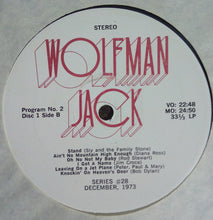 STEREO
WOLFMAN
JACK
Program No. 2
Disc 1 Side B
VO: 22:48
MO: 24:50
33⅓ LP
Stand (Sly and the Family Stone)
Ain't No Mountain High Enough (Diana Ross)
Oh No Not My Baby (Rod Stewart)
I Got A Name (Jim Croce)
Leaving On a Jet Plane (Peter, Paul & Mary)
Knockin' On Heaven's Door (Bob Dylan)
SERIES #28
DECEMBER, 1973